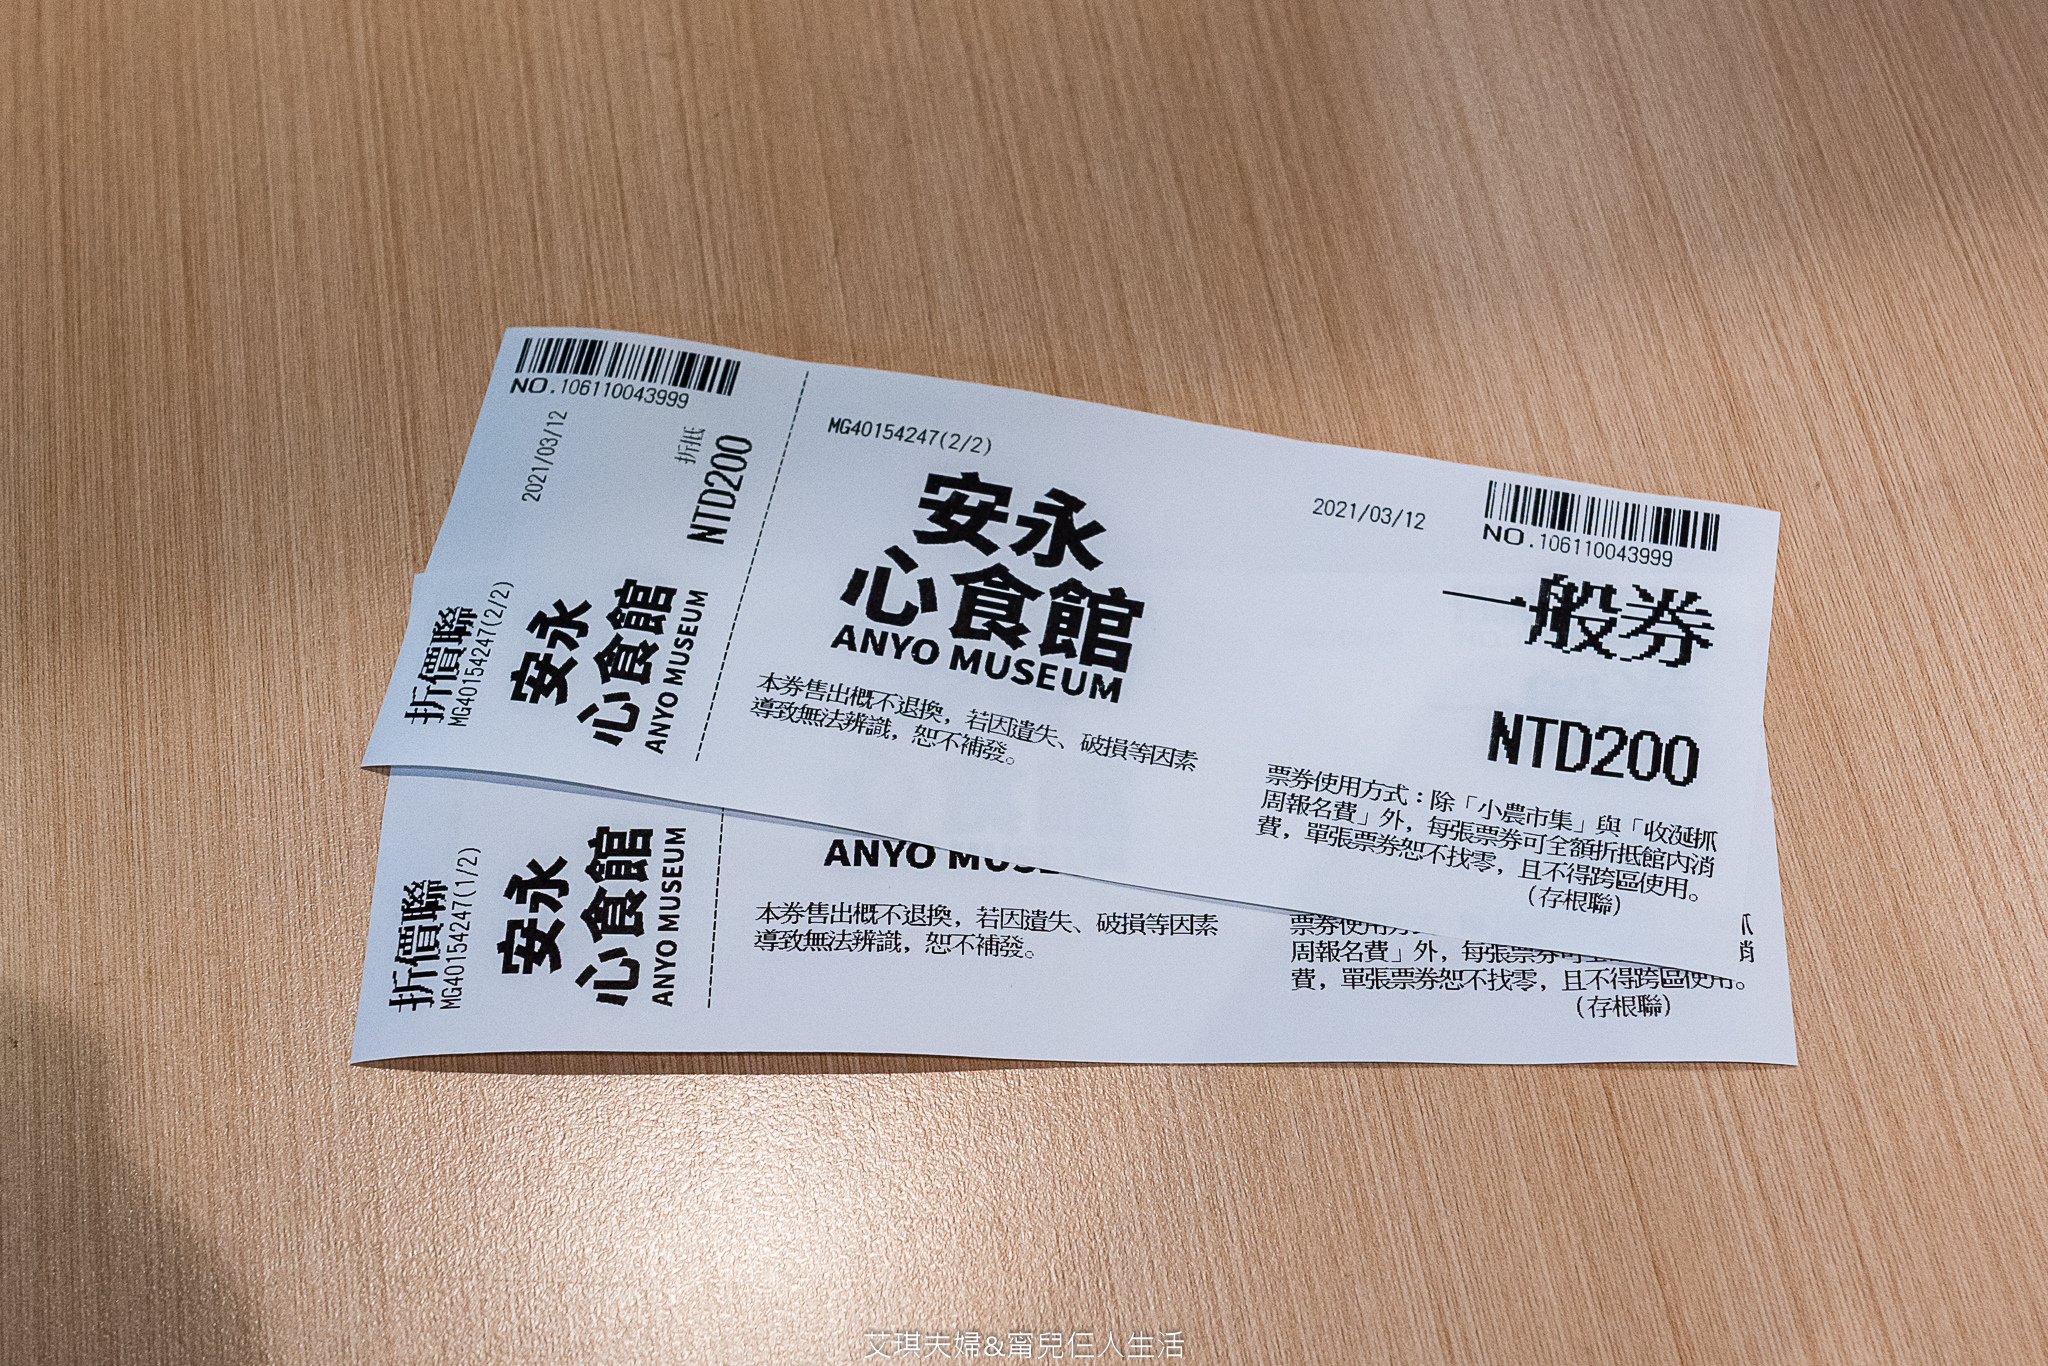 NO.106110043999
2021/03/12
折抵
NTD200
折價聯
MG40154247(2/2)
安永
心食館
ANYO MUSEUM
MG40154247(2/2)
安永
心食館
ANYO MUSEUM
本券售出概不退換，若因遺失、破損等因素
導致無法辨識，恕不補發。
2021/03/12
NO.106110043999
一般券
NTD200
票券使用方式：除「小農市集」與「收涎抓
周報名費」外，每張票券可全額折抵館內消
費，單張票券恕不找零，且不得跨區使用。
(存根聯)
折價聯
MG40154247(1/2)
安永
心食館
ANYO MUSEUM
ANYO
本券售出概不退換，若因遺失、破損等因素
導致無法辨識，恕不補發。
票券使用方
周報名費」外，每張票券可
消
費，單張票券恕不找零，且不得跨區使用。
(存根聯)
艾琪夫婦&甯兒仨人生活